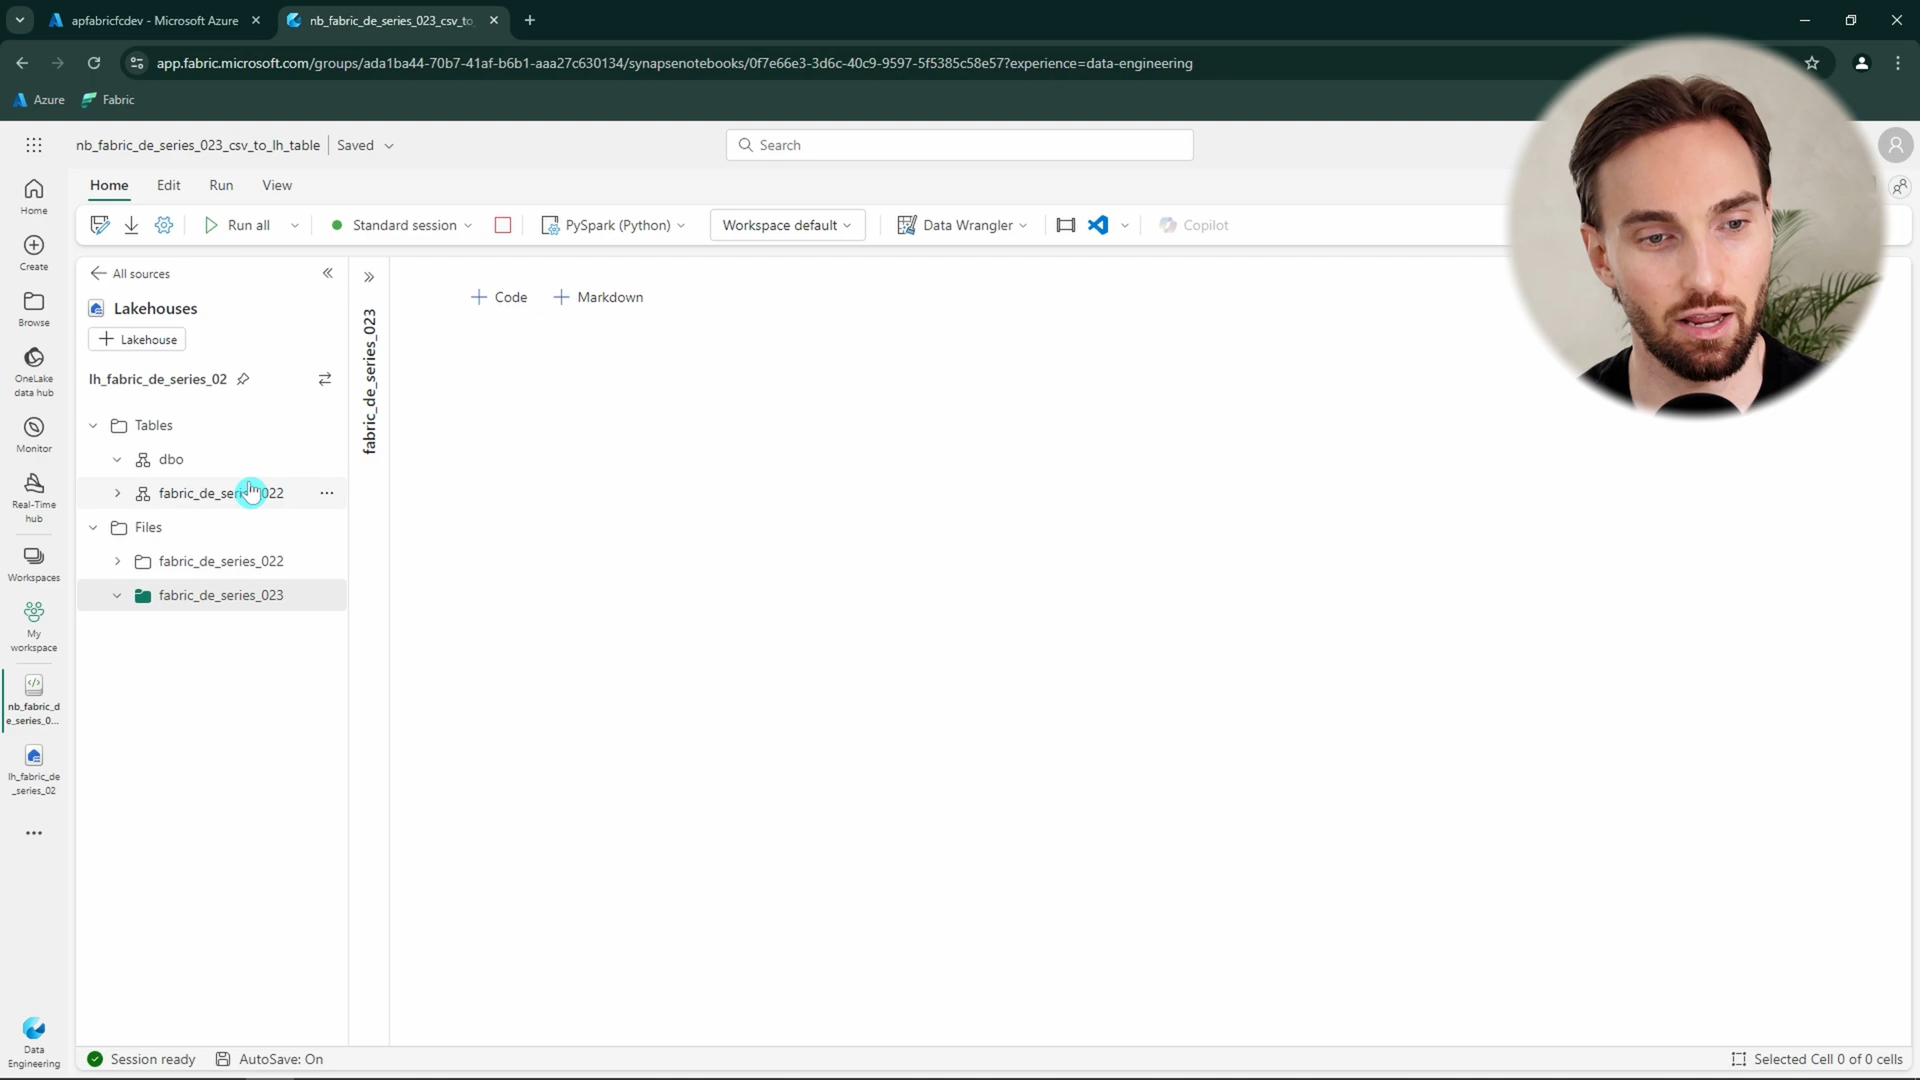 apfabricfcdev - Microsoft Azure
nb_fabric_de_series_023_csv_to
app.fabric.microsoft.com/groups/ada1ba44-70b7-41af-b6b1-aaa27c630134/synapsenotebooks/0f7e66e3-3d6c-40c9-9597-5f5385c58e57?experience=data-engineering
Azure
Fabric
nb_fabric_de_series_023_csv_to_lh_table
Saved
Search
Home
Edit
Run
View
Run all
Standard session
PySpark (Python)
Workspace default
Data Wrangler
Copilot
Home
Create
Browse
OneLake
data hub
Monitor
Real-Time
hub
Workspaces
My
workspace
nb_fabric_d
e_series_0...
lh_fabric_de
_series_02
Data
Engineering
All sources
Lakehouses
Lakehouse
lh_fabric_de_series_02
Tables
dbo
Files
fabric_de_series_022
fabric_de_series_023
fabric_de_series_023
Code
Markdown
Session ready
AutoSave: On
Selected Cell 0 of 0 cells